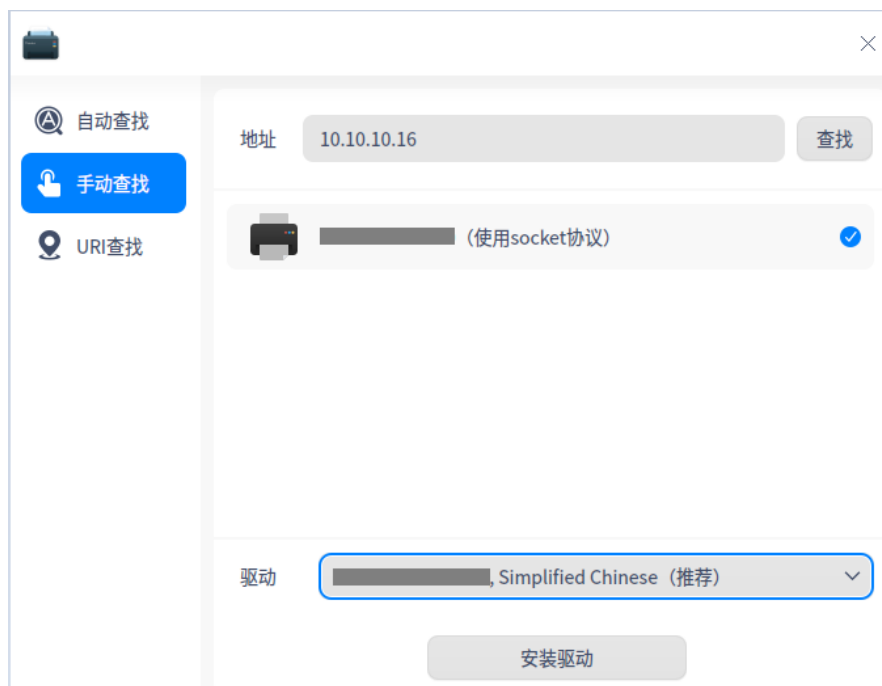 自动查找
手动查找
URI查找
地址
10.10.10.16
查找
（使用socket协议）
驱动
, Simplified Chinese（推荐）
安装驱动